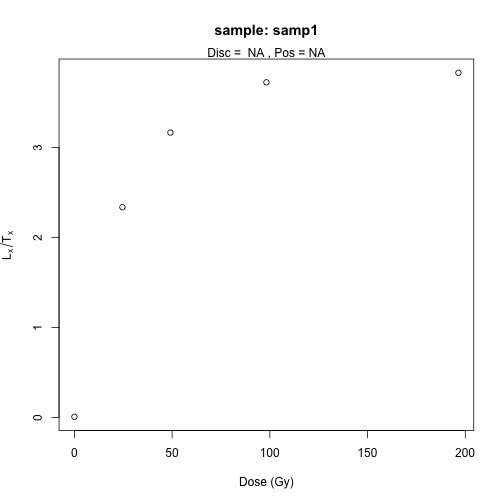 sample: samp1
Disc =  NA , Pos = NA
3
2
1
0
Lx/Tx
0 50 100 150 200
Dose (Gy)